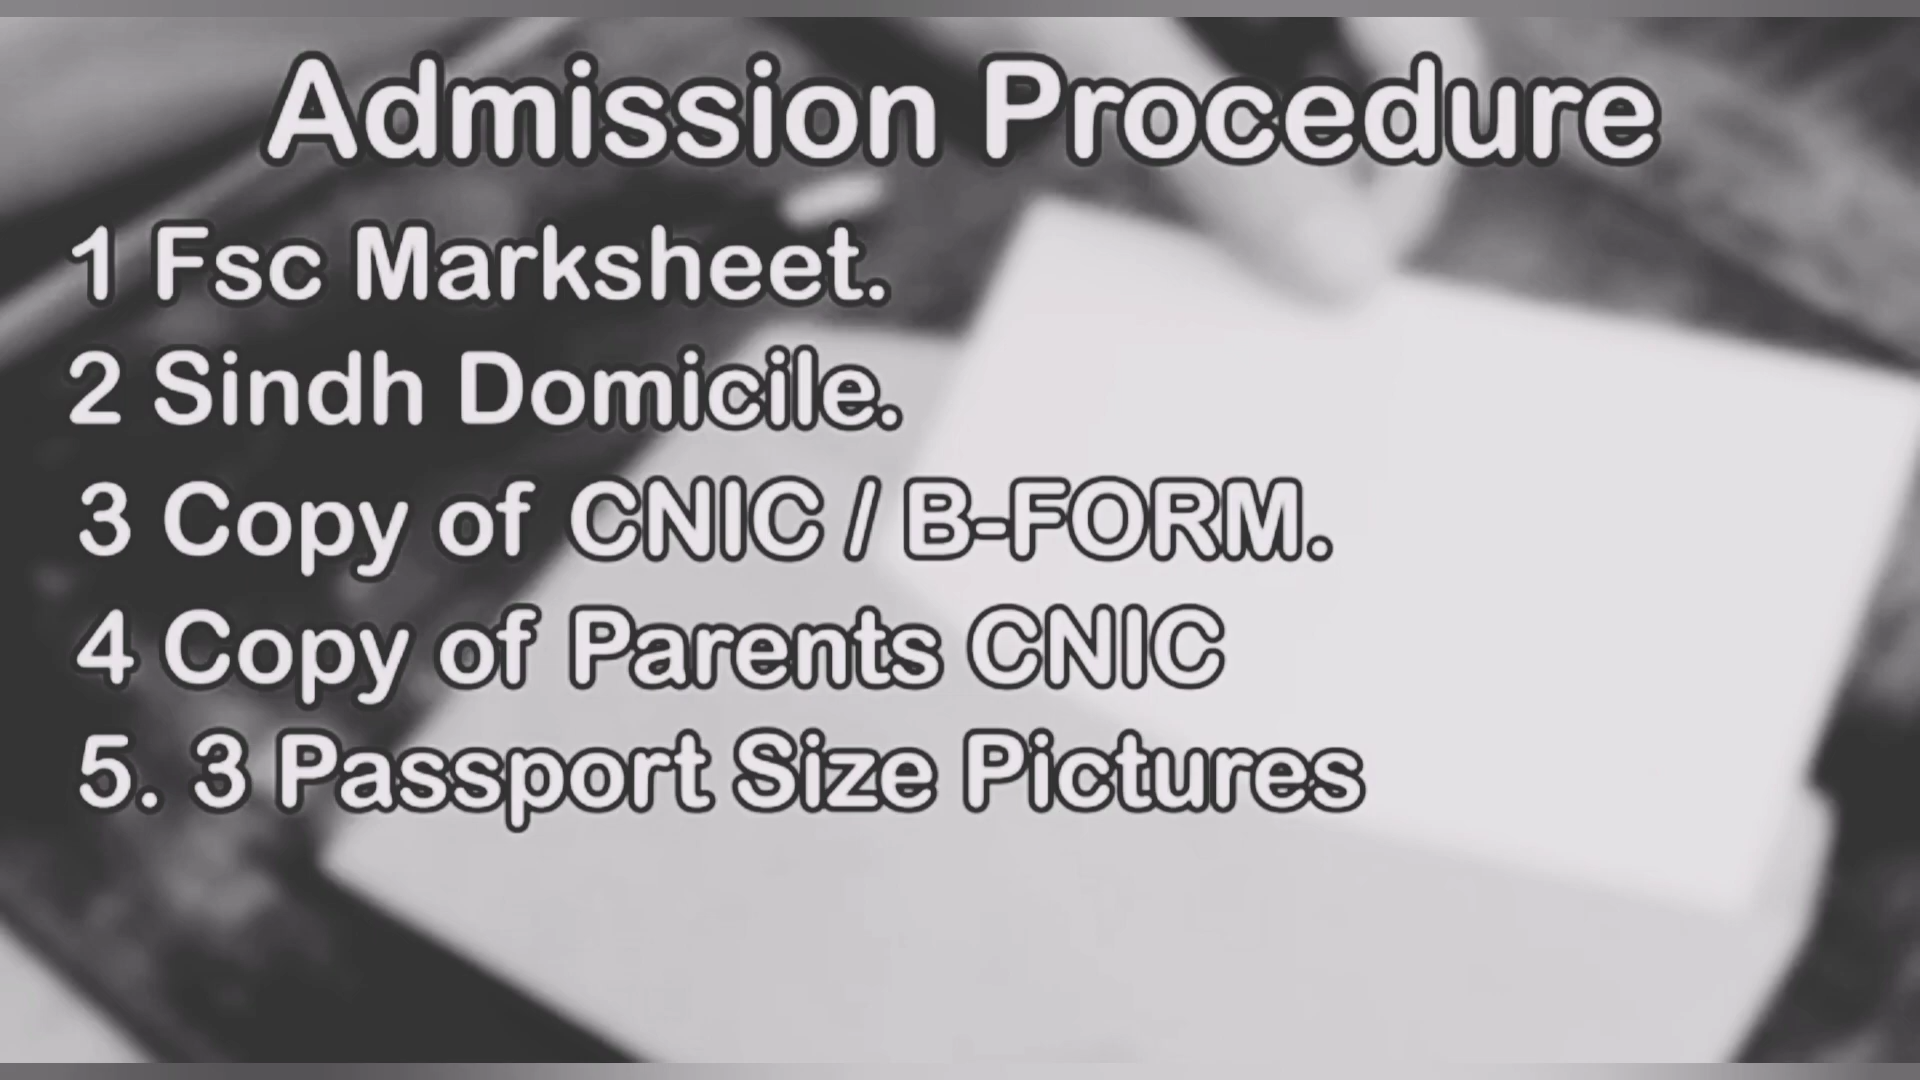 Admission Procedure
1 Fsc Marksheet.
2 Sindh Domicile.
3 Copy of CNIC / B-FORM.
4 Copy of Parents CNIC
5. 3 Passport Size Pictures